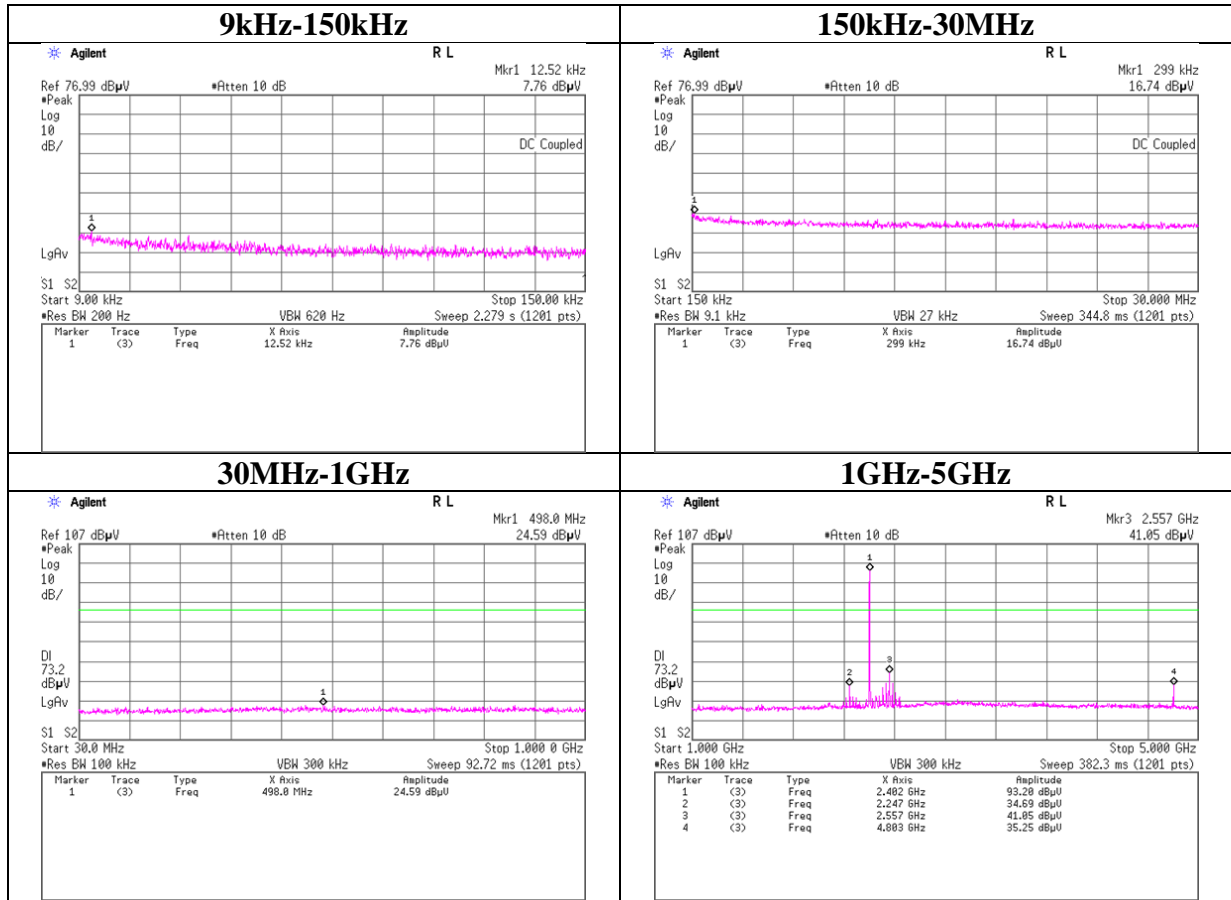 9kHz-150kHz
Agilent R L
Mkr1 12.52 kHz
Ref 76.99 dBµV #Atten 10 dB 7.76 dBµV
#Peak
Log
10
dB/
DC Coupled
1
LgAv
S1 S2
Start 9.00 kHz Stop 150.00 kHz
#Res BW 200 Hz VBW 620 Hz Sweep 2.279 s (1201 pts)
Marker Trace Type X Axis Amplitude
1 (3) Freq 12.52 kHz 7.76 dBµV
150kHz-30MHz
Agilent R L
Mkr1 299 kHz
Ref 76.99 dBµV #Atten 10 dB 16.74 dBµV
#Peak
Log
10
dB/
DC Coupled
1
LgAv
S1 S2
Start 150 kHz Stop 30.000 MHz
#Res BW 9.1 kHz VBW 27 kHz Sweep 344.8 ms (1201 pts)
Marker Trace Type X Axis Amplitude
1 (3) Freq 299 kHz 16.74 dBµV
30MHz-1GHz
Agilent R L
Mkr1 498.0 MHz
Ref 107 dBµV #Atten 10 dB 24.59 dBµV
#Peak
Log
10
dB/
DI
73.2
dBµV
1
LgAv
S1 S2
Start 30.0 MHz Stop 1.000 0 GHz
#Res BW 100 kHz VBW 300 kHz Sweep 92.72 ms (1201 pts)
Marker Trace Type X Axis Amplitude
1 (3) Freq 498.0 MHz 24.59 dBµV
1GHz-5GHz
Agilent R L
Mkr3 2.557 GHz
Ref 107 dBµV #Atten 10 dB 41.05 dBµV
#Peak
1
Log
10
dB/
DI
3
73.2
2 4
dBµV
LgAv
S1 S2
Start 1.000 GHz Stop 5.000 GHz
#Res BW 100 kHz VBW 300 kHz Sweep 382.3 ms (1201 pts)
Marker Trace Type X Axis Amplitude
1 (3) Freq 2.402 GHz 93.20 dBµV
2 (3) Freq 2.247 GHz 34.69 dBµV
3 (3) Freq 2.557 GHz 41.05 dBµV
4 (3) Freq 4.803 GHz 35.25 dBµV